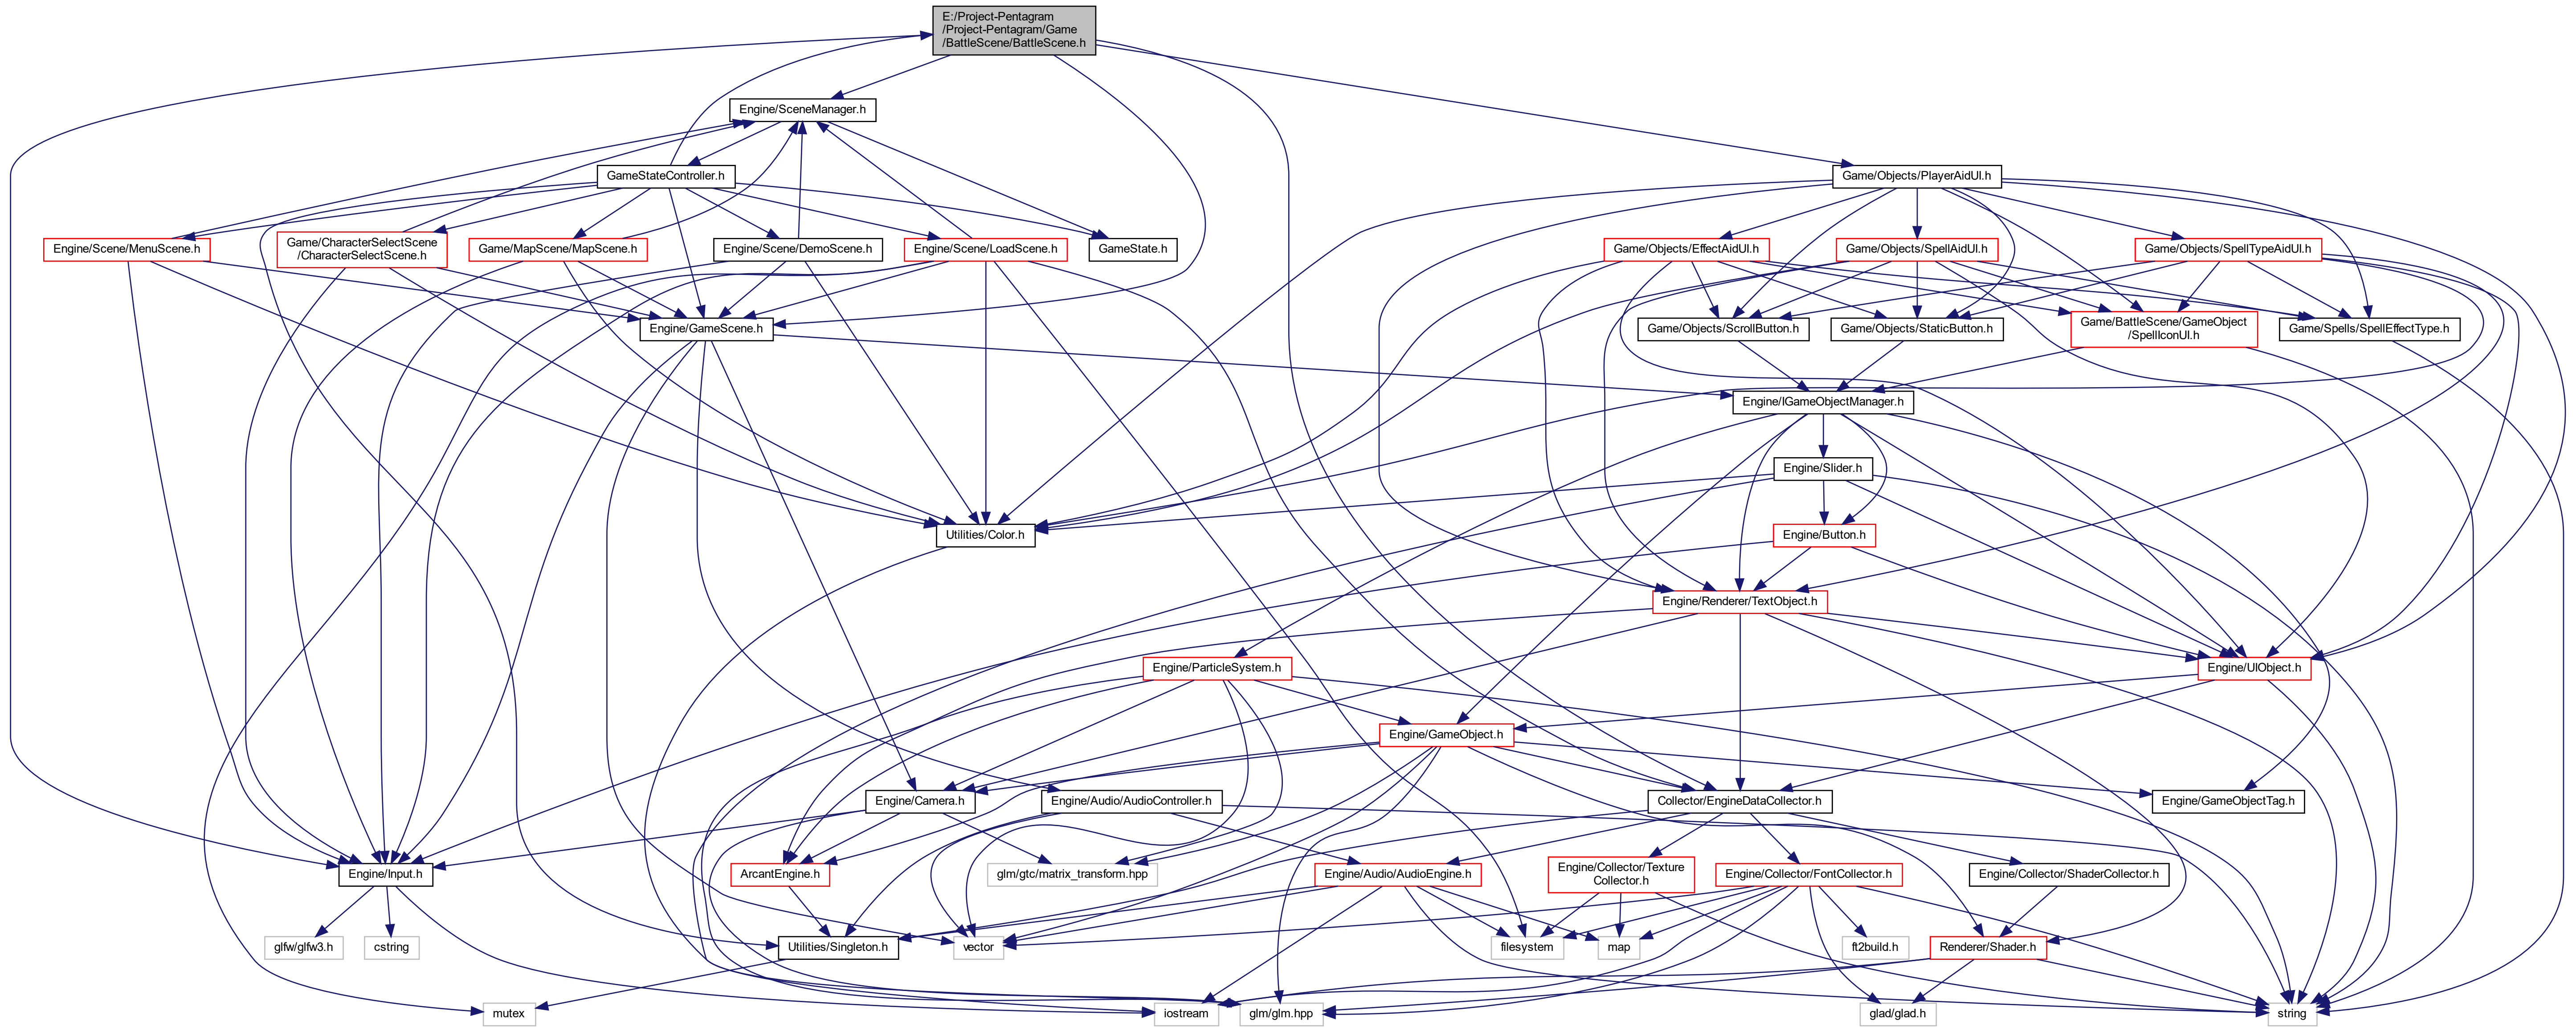 E:/Project-Pentagram
/Project-Pentagram/Game
/BattleScene/BattleScene.h
Engine/SceneManager.h
GameStateController.h
Game/Objects/PlayerAidUI.h
Engine/Scene/MenuScene.h
Game/CharacterSelectScene
/CharacterSelectScene.h
Game/MapScene/MapScene.h
Engine/Scene/DemoScene.h
Engine/Scene/LoadScene.h
GameState.h
Game/Objects/EffectAidUI.h
Game/Objects/SpellAidUI.h
Game/Objects/SpellTypeAidUI.h
Engine/GameScene.h
Game/Objects/ScrollButton.h
Game/Objects/StaticButton.h
Game/BattleScene/GameObject
/SpellIconUI.h
Game/Spells/SpellEffectType.h
Engine/IGameObjectManager.h
Engine/Slider.h
Utilities/Color.h
Engine/Button.h
Engine/Renderer/TextObject.h
Engine/ParticleSystem.h
Engine/UIObject.h
Engine/GameObject.h
Engine/Camera.h
Engine/Audio/AudioController.h
Collector/EngineDataCollector.h
Engine/GameObjectTag.h
Engine/Input.h
ArcantEngine.h
glm/gtc/matrix_transform.hpp
Engine/Audio/AudioEngine.h
Engine/Collector/Texture
Collector.h
Engine/Collector/FontCollector.h
Engine/Collector/ShaderCollector.h
glfw/glfw3.h
cstring
Utilities/Singleton.h
vector
filesystem
map
ft2build.h
Renderer/Shader.h
mutex
iostream
glm/glm.hpp
glad/glad.h
string